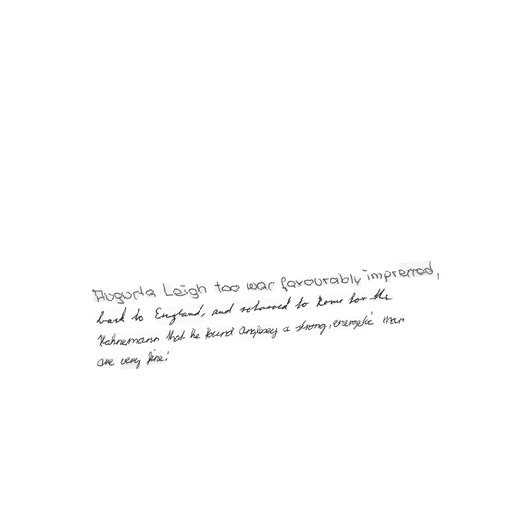 Augusta Leigh too was favourably impressed,
back to England, and returned to Rome for the
Hahnemann that he found Anglesey a strong, energetic man
are very fine!